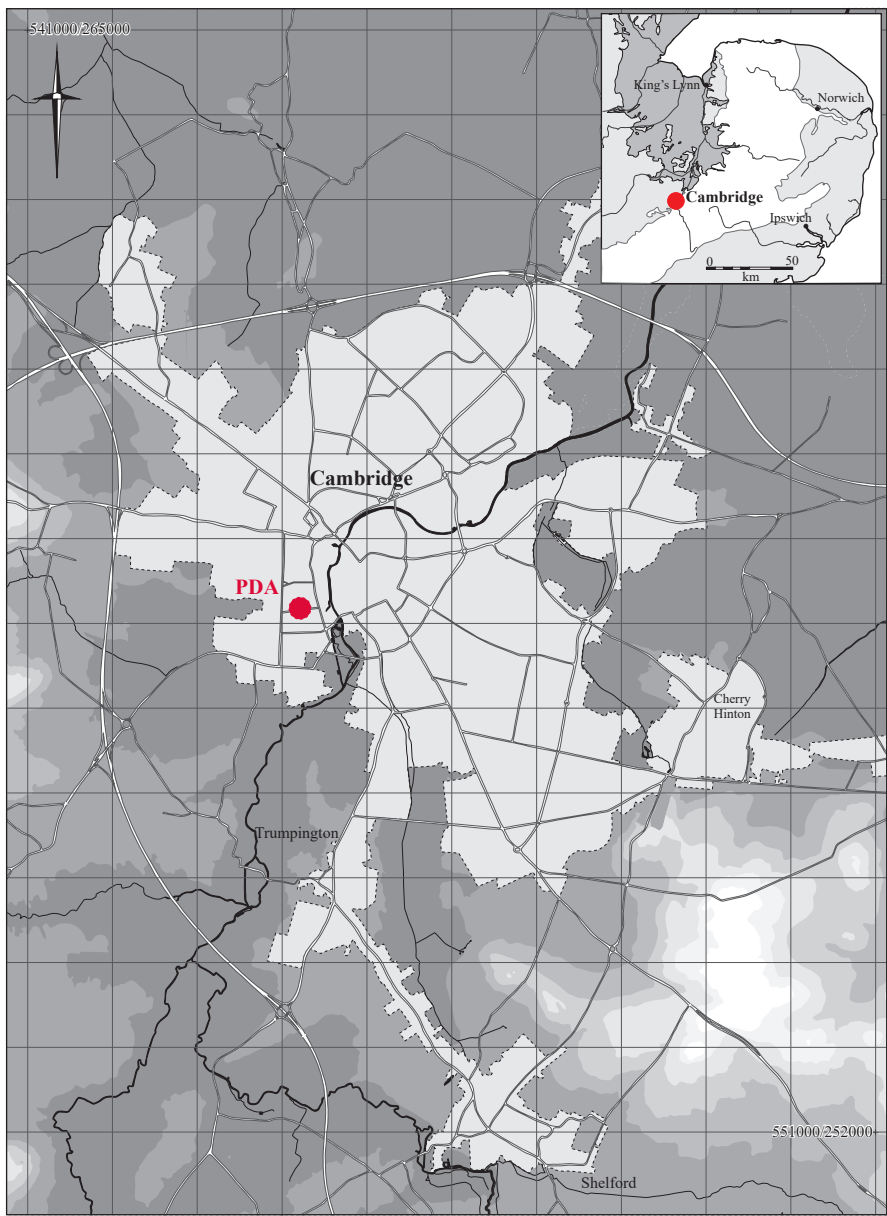 541000/265000
King's Lynn
Norwich
Cambridge
Ipswich
0 50
km
Cambridge
PDA
Cherry
Hinton
Trumpington
551000/252000
Shelford